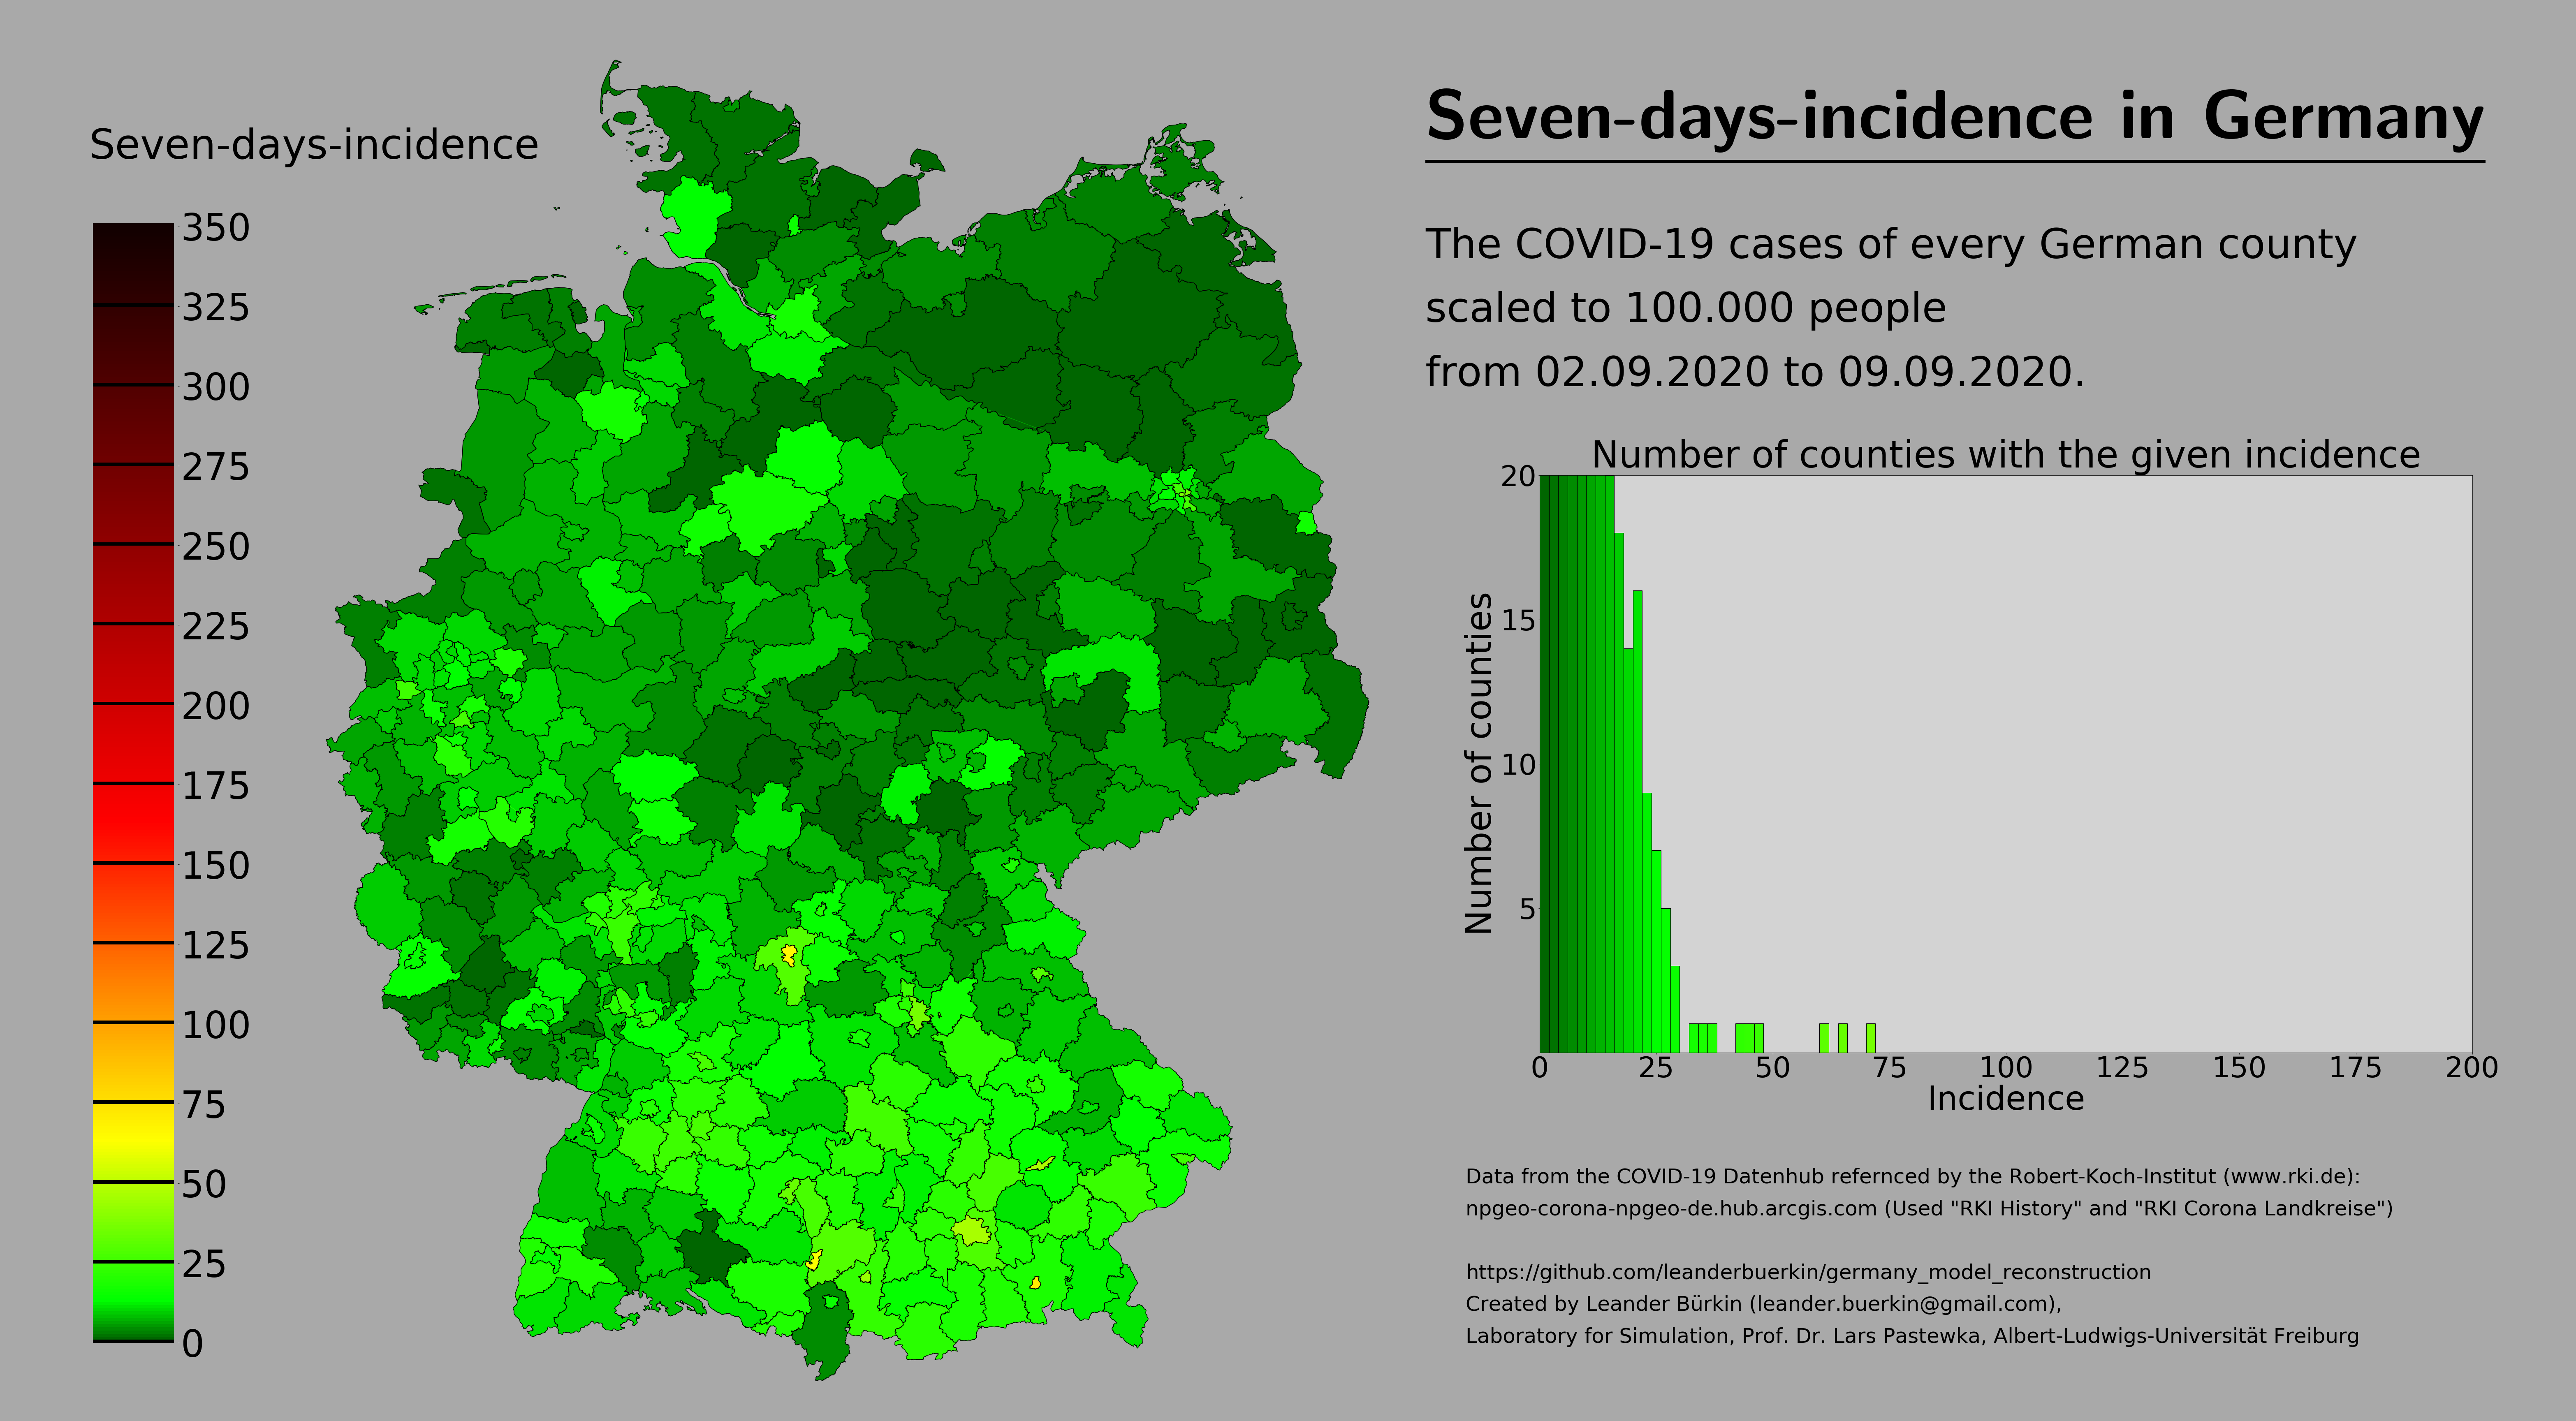 Seven-days-incidence
350
325
300
275
250
225
200
175
150
125
100
75
50
25
0
Seven-days-incidence in Germany
The COVID-19 cases of every German county
scaled to 100.000 people
from 02.09.2020 to 09.09.2020.
Number of counties with the given incidence
20
15
10
5
Number of counties
0 25 50 75 100 125 150 175 200
Incidence
Data from the COVID-19 Datenhub refernced by the Robert-Koch-Institut (www.rki.de):
npgeo-corona-npgeo-de.hub.arcgis.com (Used "RKI History" and "RKI Corona Landkreise")
https://github.com/leanderbuerkin/germany_model_reconstruction
Created by Leander Bürkin (leander.buerkin@gmail.com),
Laboratory for Simulation, Prof. Dr. Lars Pastewka, Albert-Ludwigs-Universität Freiburg